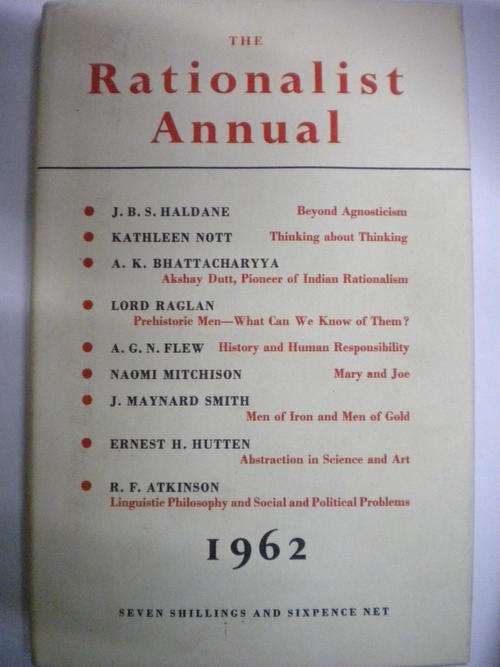 THE
Rationalist
Annual
J. B. S. HALDANE Beyond Agnosticism
KATHLEEN NOTT Thinking about Thinking
A. K. BHATTACHARYYA
Akshay Dutt, Pioneer of Indian Rationalism
LORD RAGLAN
Prehistoric Men—What Can We Know of Them?
A. G. N. FLEW History and Human Responsibility
NAOMI MITCHISON Mary and Joe
J. MAYNARD SMITH
Men of Iron and Men of Gold
ERNEST H. HUTTEN
Abstraction in Science and Art
R. F. ATKINSON
Linguistic Philosophy and Social and Political Problems
1962
SEVEN SHILLINGS AND SIXPENCE NET